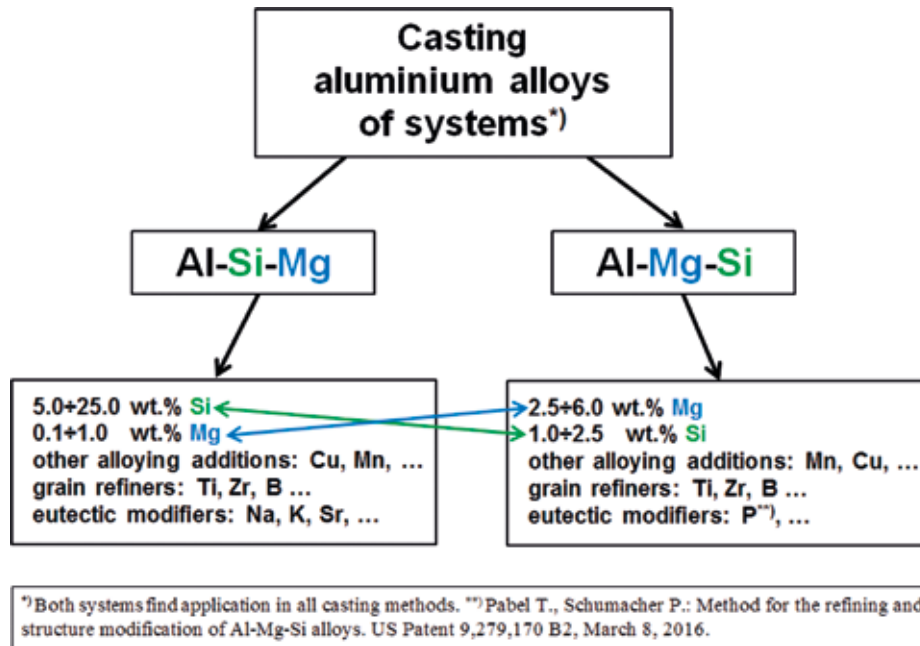 Casting
aluminium alloys
of systems*)
Al-Si-Mg
Al-Mg-Si
5.0÷25.0 wt.% Si
0.1÷1.0 wt.% Mg
other alloying additions: Cu, Mn, ...
grain refiners: Ti, Zr, B ...
eutectic modifiers: Na, K, Sr, ...
2.5÷6.0 wt.% Mg
1.0÷2.5 wt.% Si
other alloying additions: Mn, Cu, ...
grain refiners: Ti, Zr, B ...
eutectic modifiers: P**), ...
*)Both systems find application in all casting methods. **)Pabel T., Schumacher P.: Method for the refining and
structure modification of Al-Mg-Si alloys. US Patent 9,279,170 B2, March 8, 2016.